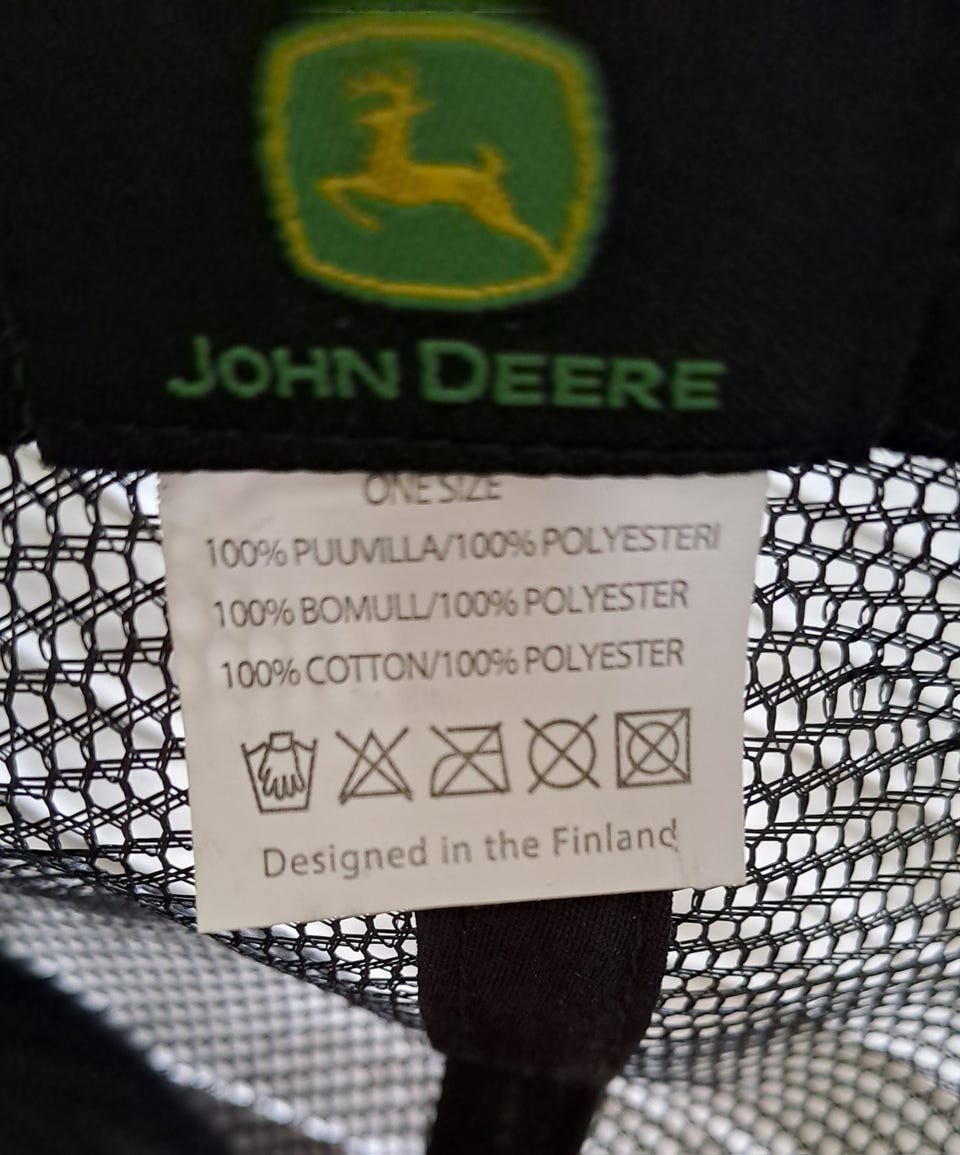 JOHN DEERE
ONE SIZE
100% PUUVILLA/100% POLYESTERI
100% BOMULL/100% POLYESTER
100% COTTON/100% POLYESTER
Designed in the Finland